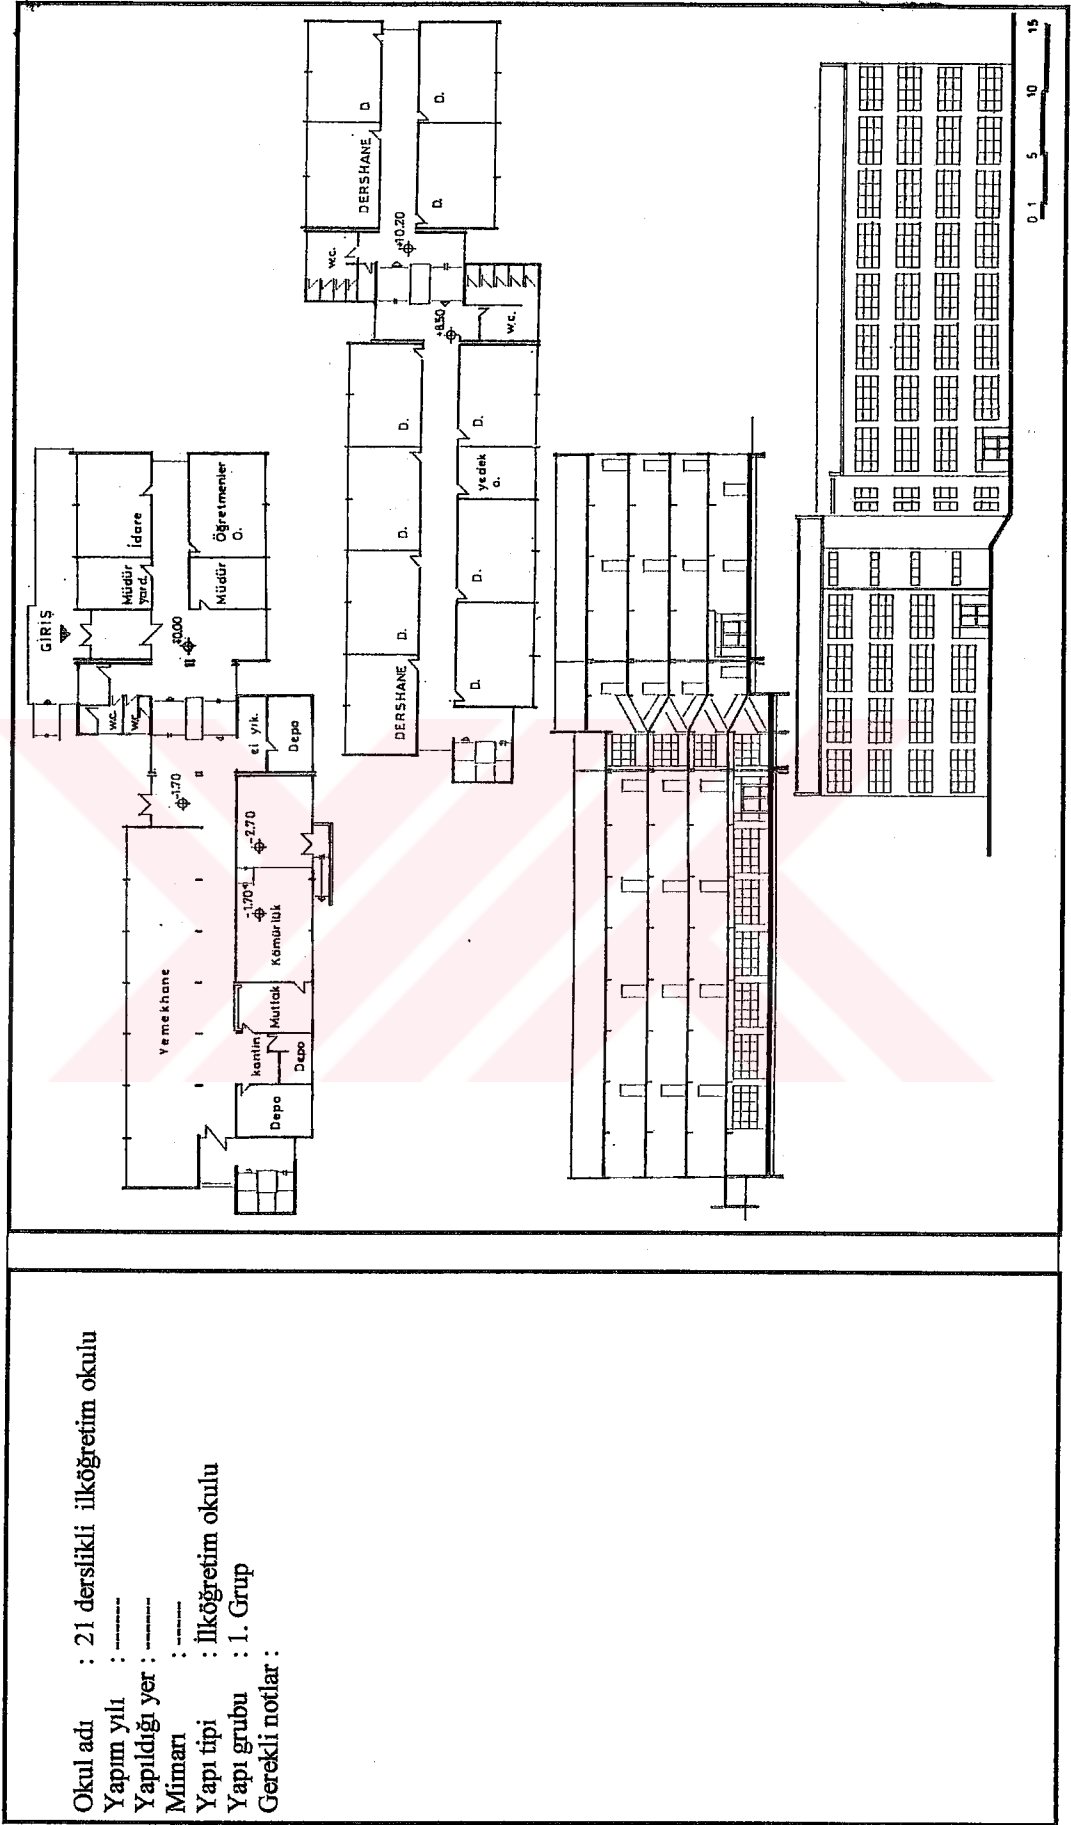 Okul adı : 21 derslikli ilköğretim okulu
Yapım yılı : ------
Yapıldığı yer : ------
Mimarı : -----
Yapı tipi : İlköğretim okulu
Yapı grubu : 1. Grup
Gerekli notlar :
GİRİŞ
w.c.
w.c.
Müdür yard.
İdare
±0.00
Müdür
Öğretmenler O.
Yemekhane
-1.70
el yık.
Depo
-2.70
-1.70
Kömürlük
Mutfak
kantin
Depo
Depo
DERSHANE
D.
D.
D.
D.
D.
yedek o.
D.
w.c.
+8.50
+10.20
w.c.
DERSHANE
D.
D.
D.
0 1 5 10 15